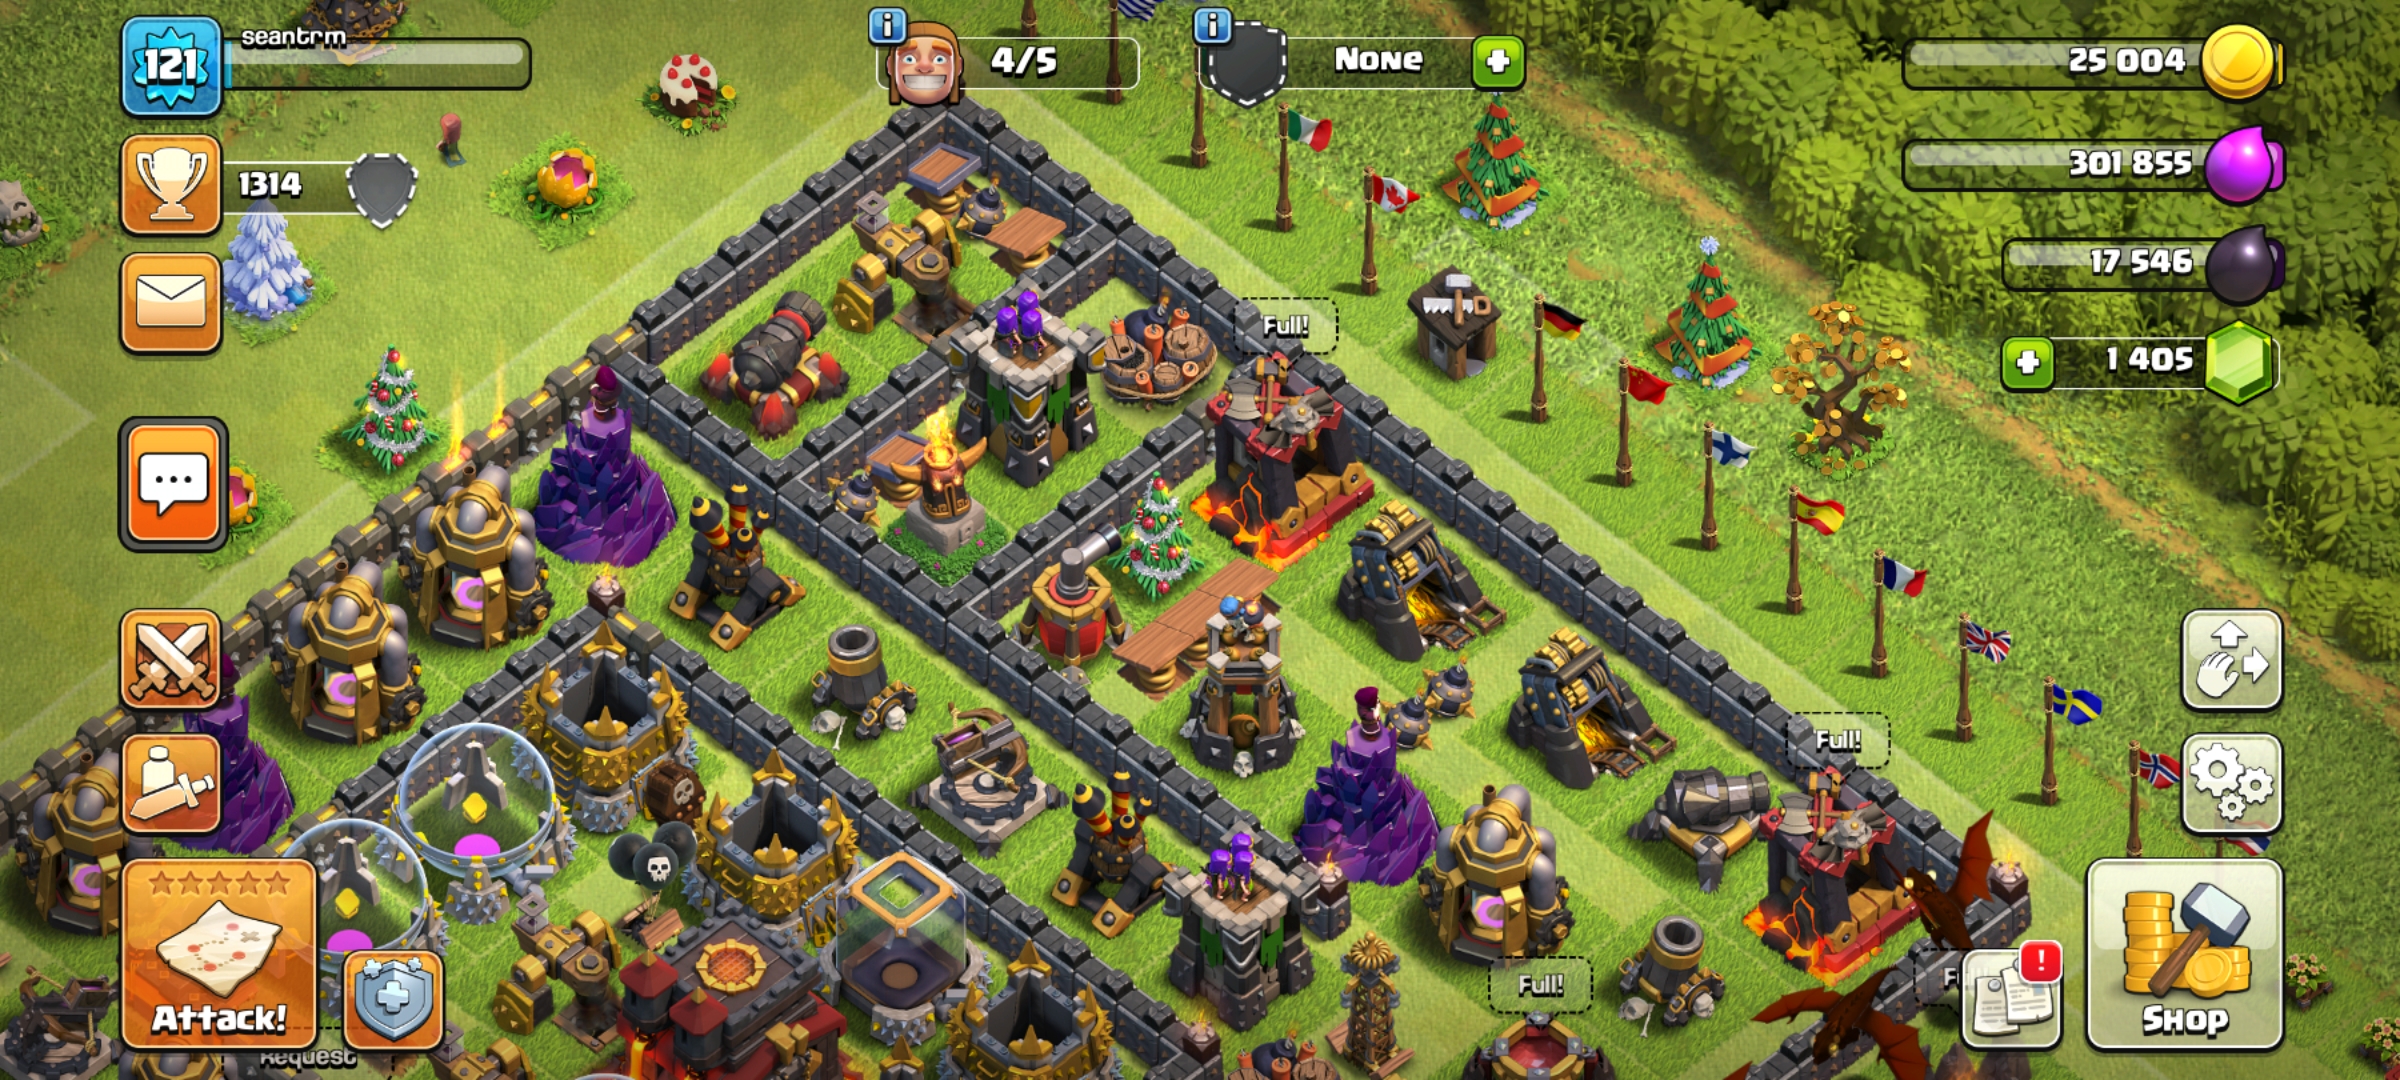 121
seantrm
i
4/5
i
None
+
25 004
1314
301 855
17 546
+
1 405
Full!
Full!
Full!
!
Attack!
Request
Shop